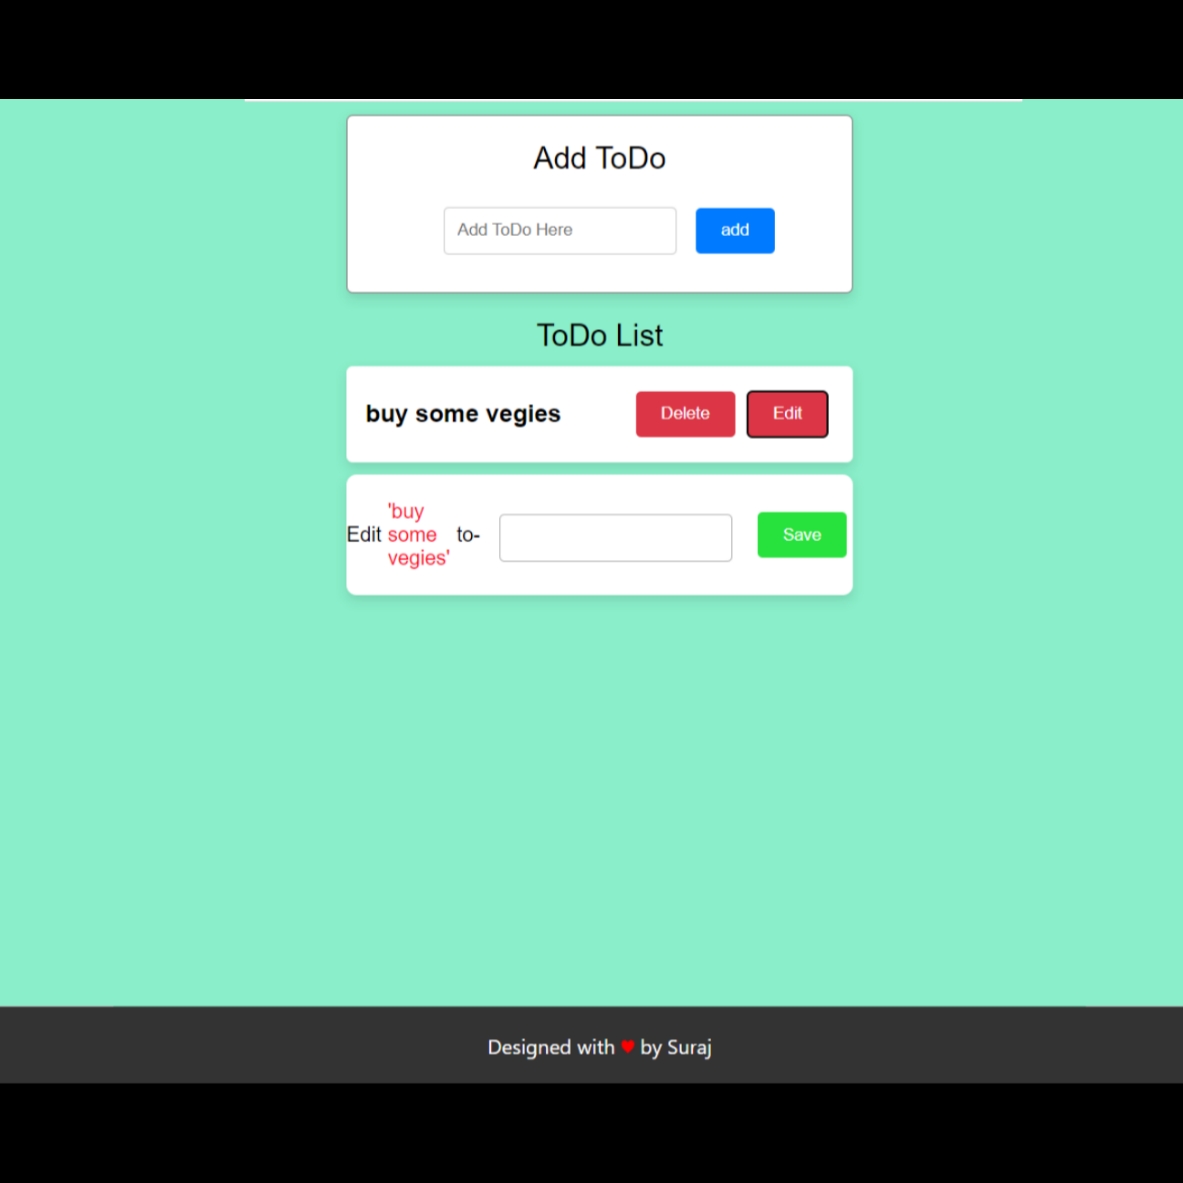 Add ToDo
Add ToDo Here
add
ToDo List
buy some vegies
Delete
Edit
Edit
'buy
some
vegies'
to-
Save
Designed with ♥ by Suraj